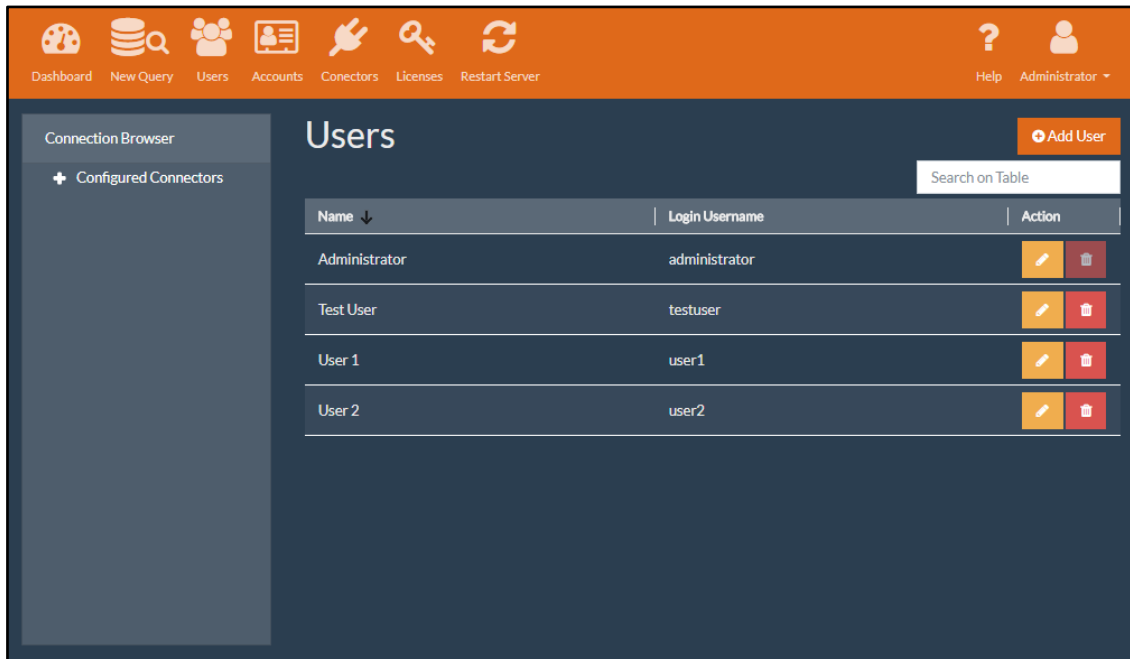 Dashboard New Query Users Accounts Conectors Licenses Restart Server ? Help Administrator
Connection Browser
Configured Connectors
Users
Add User
Search on Table
Name Login Username Action
Administrator administrator
Test User testuser
User 1 user1
User 2 user2